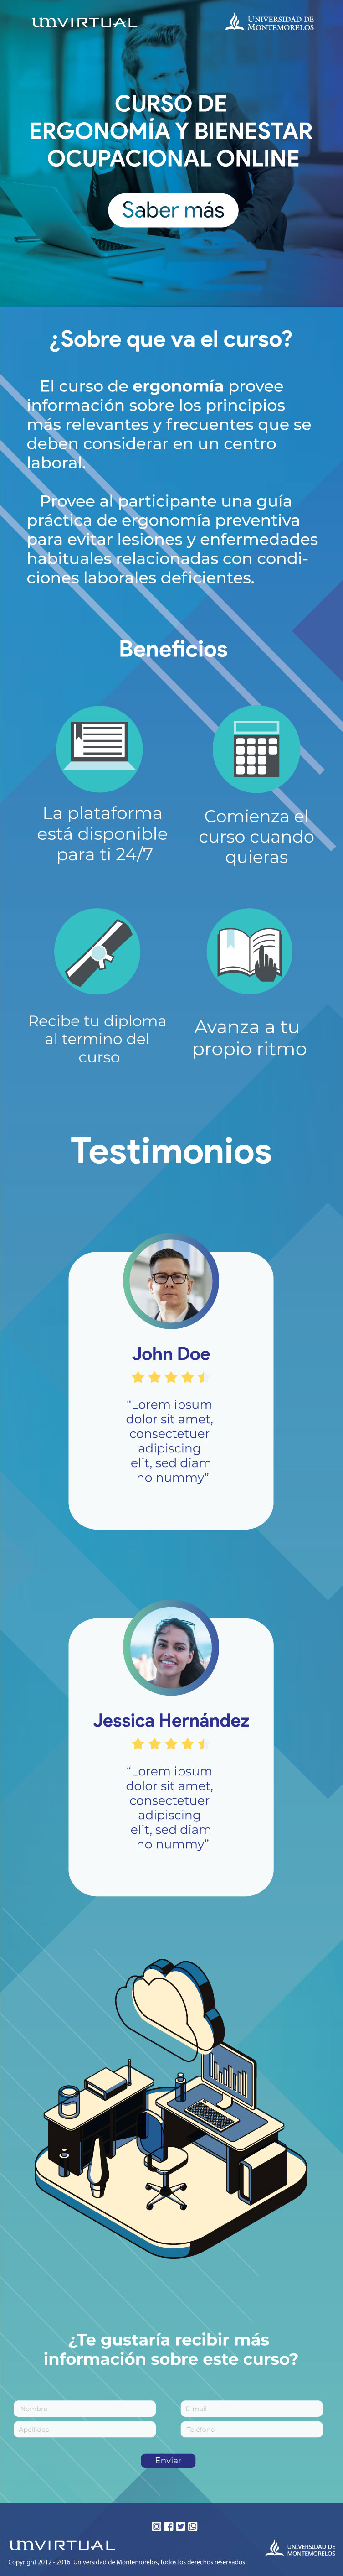 umVIRTUAL
UNIVERSIDAD DE
MONTEMORELOS
CURSO DE
ERGONOMÍA Y BIENESTAR
OCUPACIONAL ONLINE
Saber más
¿Sobre que va el curso?
El curso de ergonomía provee
información sobre los principios
más relevantes y frecuentes que se
deben considerar en un centro
laboral.
Provee al participante una guía
práctica de ergonomía preventiva
para evitar lesiones y enfermedades
habituales relacionadas con condi-
ciones laborales deficientes.
Beneficios
La plataforma
está disponible
para ti 24/7
Comienza el
curso cuando
quieras
Recibe tu diploma
al termino del
curso
Avanza a tu
propio ritmo
Testimonios
John Doe
“Lorem ipsum
dolor sit amet,
consectetuer
adipiscing
elit, sed diam
no nummy”
Jessica Hernández
“Lorem ipsum
dolor sit amet,
consectetuer
adipiscing
elit, sed diam
no nummy”
¿Te gustaría recibir más
información sobre este curso?
Nombre
E-mail
Apellidos
Teléfono
Enviar
umVIRTUAL
UNIVERSIDAD DE
MONTEMORELOS
Copyright 2012 - 2016 Universidad de Montemorelos, todos los derechos reservados